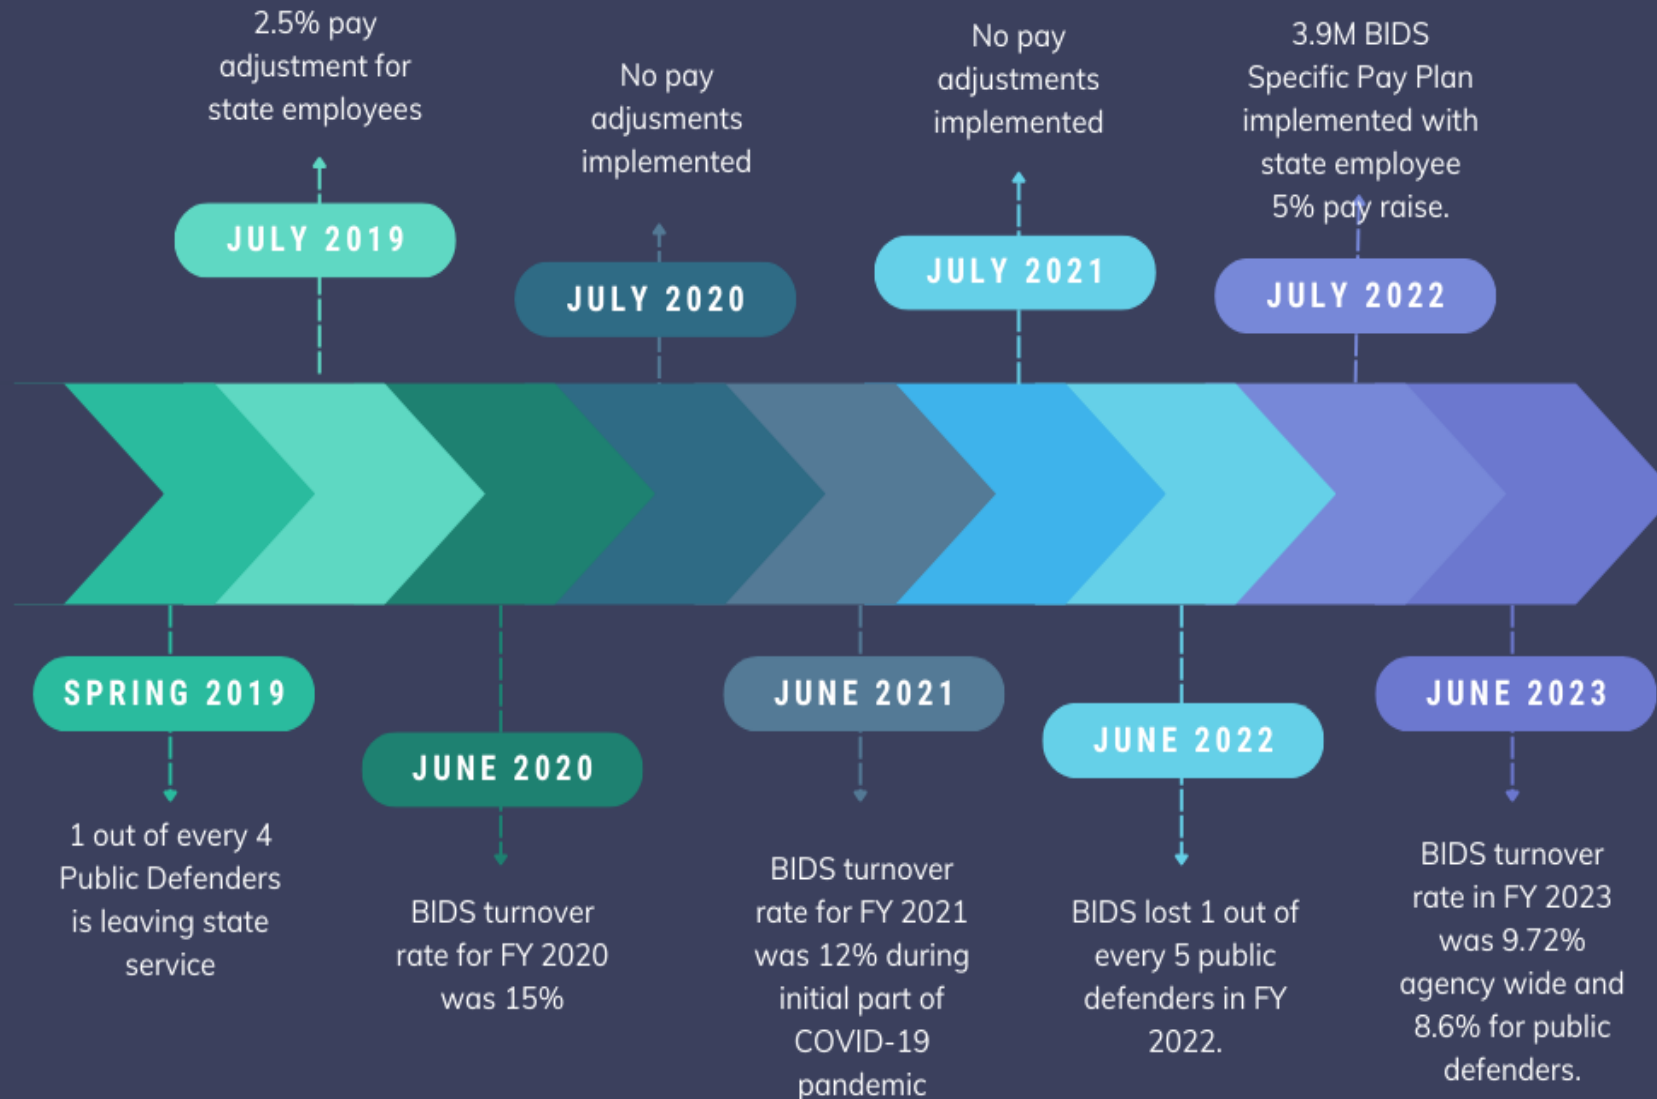 2.5% pay
adjustment for
state employees
JULY 2019
No pay
adjusments
implemented
JULY 2020
No pay
adjustments
implemented
JULY 2021
3.9M BIDS
Specific Pay Plan
implemented with
state employee
5% pay raise.
JULY 2022
SPRING 2019
1 out of every 4
Public Defenders
is leaving state
service
JUNE 2020
BIDS turnover
rate for FY 2020
was 15%
JUNE 2021
BIDS turnover
rate for FY 2021
was 12% during
initial part of
COVID-19
pandemic
JUNE 2022
BIDS lost 1 out of
every 5 public
defenders in FY
2022.
JUNE 2023
BIDS turnover
rate in FY 2023
was 9.72%
agency wide and
8.6% for public
defenders.